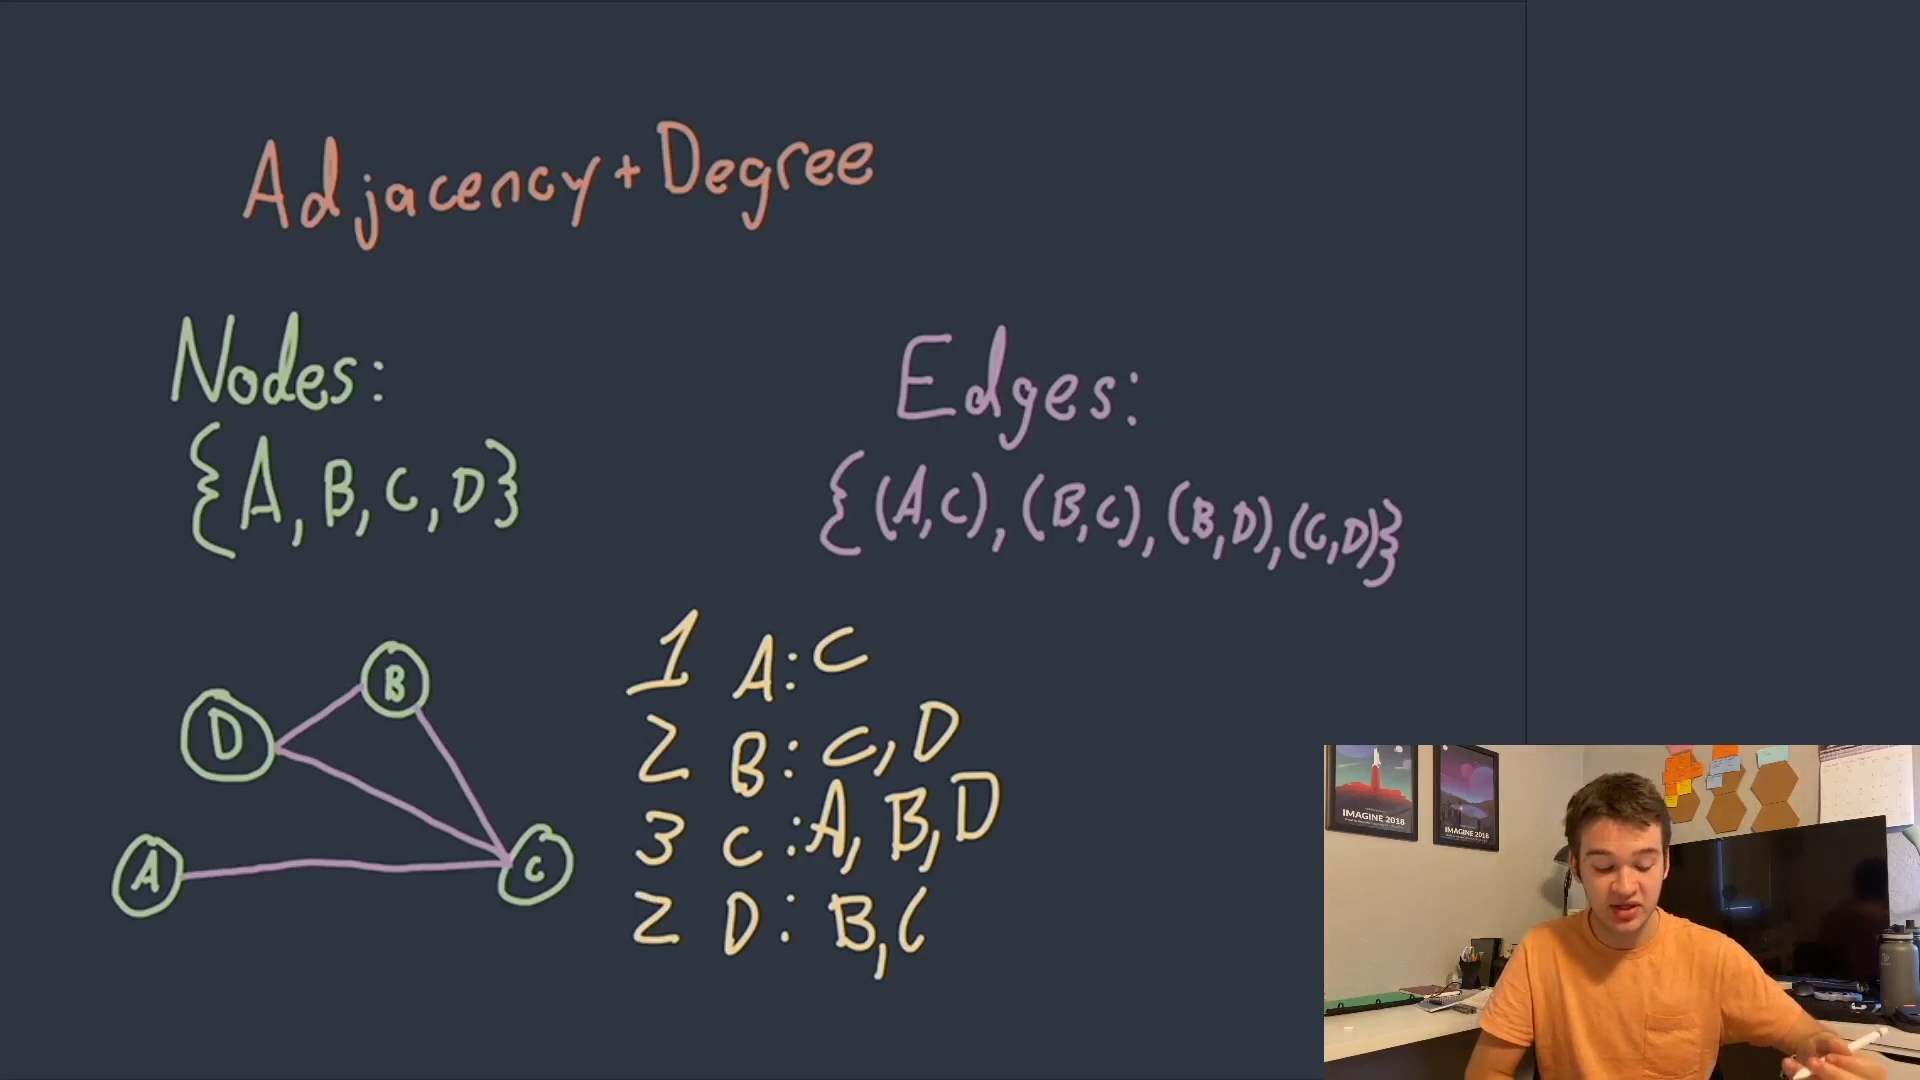 Adjacency + Degree
Nodes:
{A, B, C, D}
Edges:
{(A,C), (B,C), (B,D), (C,D)}
B
D
A
C
1 A: C
2 B: C, D
3 C: A, B, D
2 D: B, C
IMAGINE 2018
IMAGINE 2018